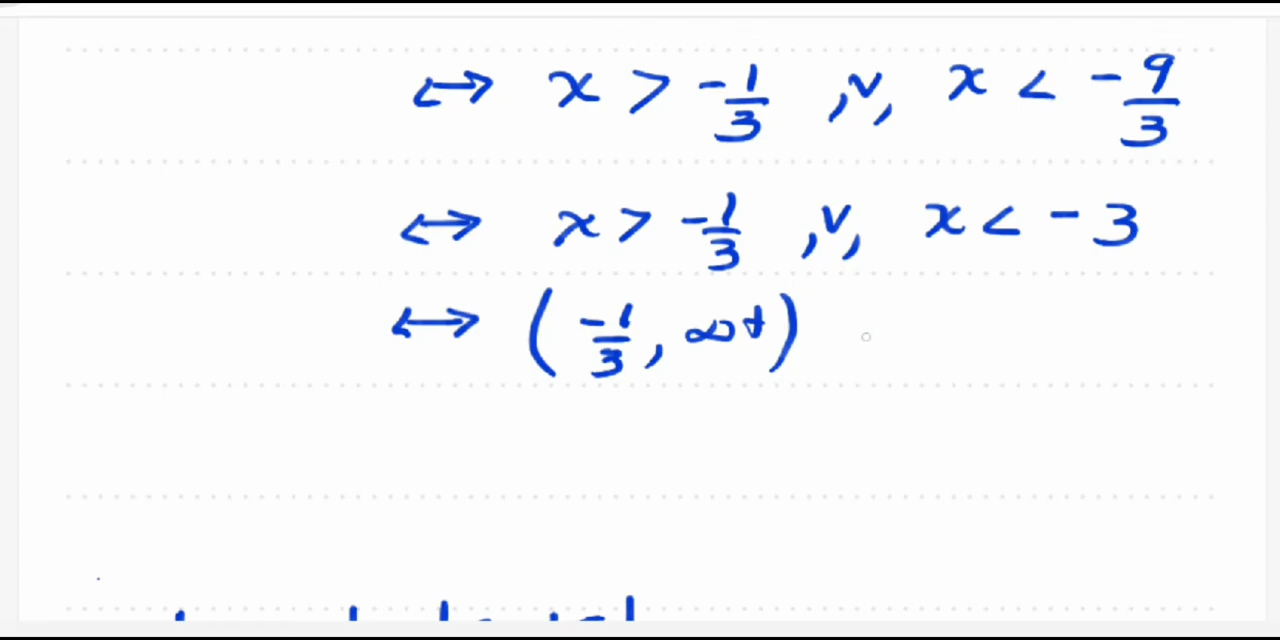 ↔ x > -1/3 ,v, x < -9/3
↔ x > -1/3 ,v, x < -3
↔ (-1/3, ∞+)